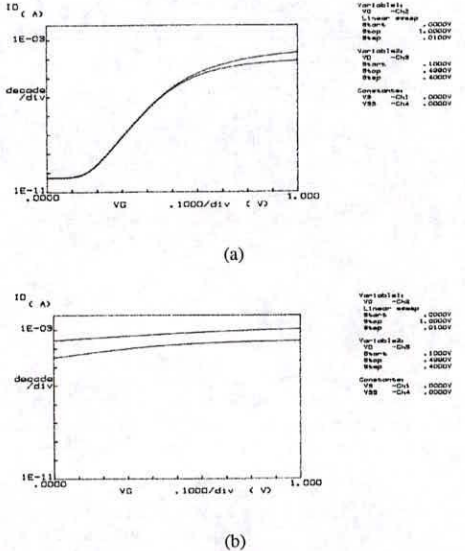 ID
( A)
1E-03
decade
/div
1E-11
.0000
VG
.1000/div
( V)
1.000
Variable1:
VG -Ch2
Linear sweep
Start .0000V
Stop 1.0000V
Step .0100V
Variable2:
VD -Ch3
Start .1000V
Stop
Step .4000V
Constants:
VS -Ch1 .0000V
VSB -Ch4 .0000V
(a)
ID
( A)
1E-03
decade
/div
1E-11
.0000
VG
.1000/div
( V)
1.000
Variable1:
VG -Ch2
Linear sweep
Start .0000V
Stop 1.0000V
Step .0100V
Variable2:
VD -Ch3
Start .1000V
Stop
Step .4000V
Constants:
VS -Ch1 .0000V
VSB -Ch4 .0000V
(b)